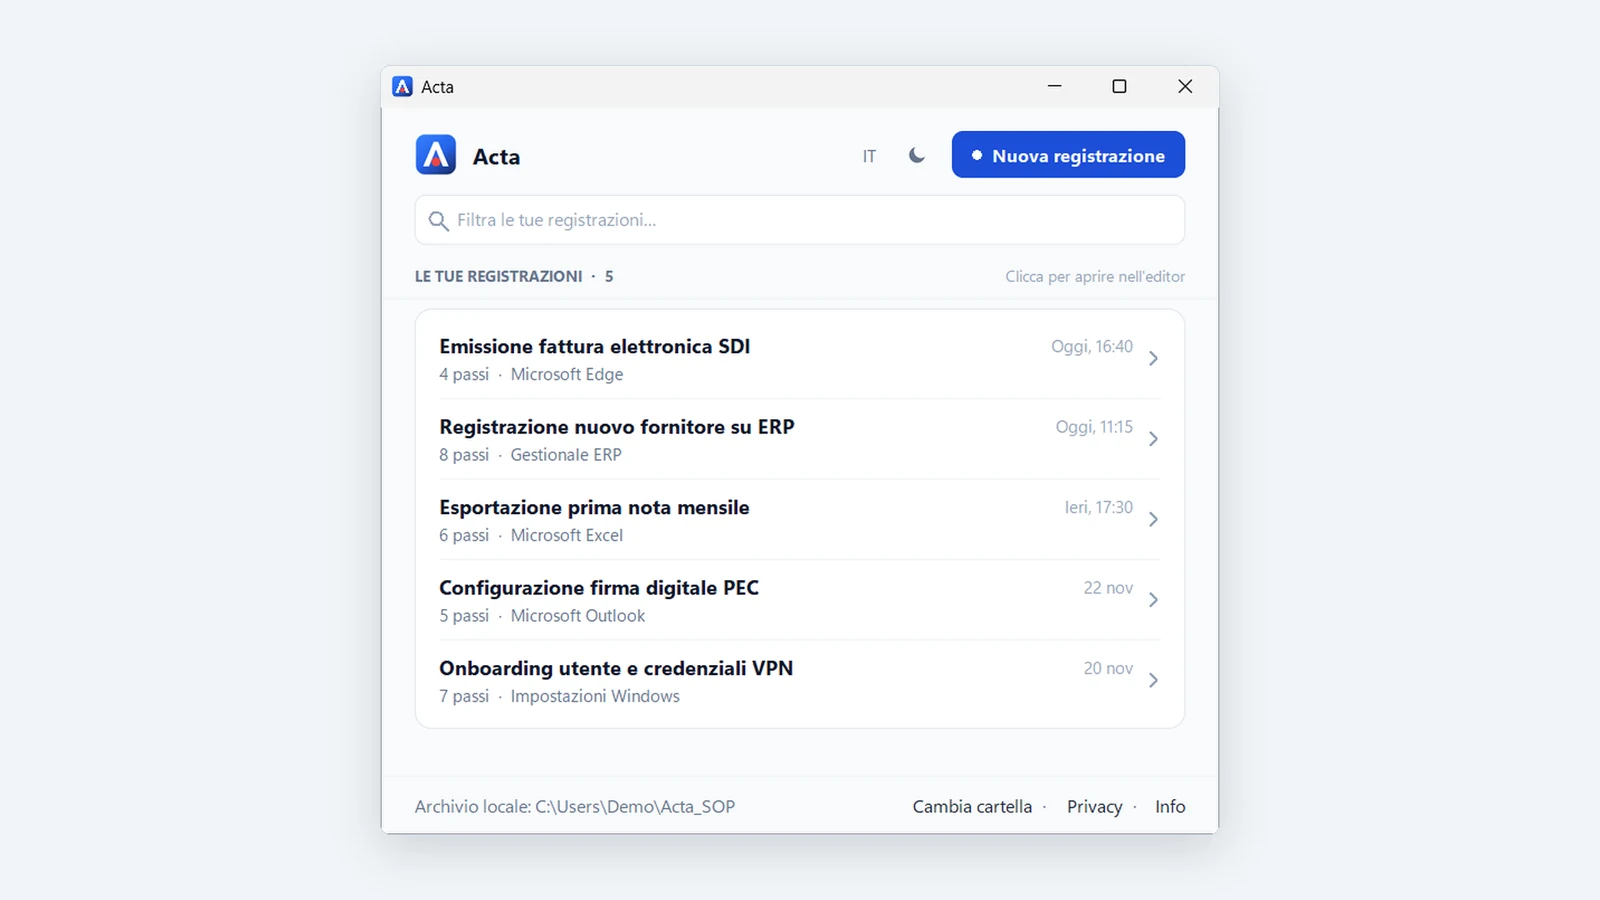 Acta
Acta
IT
Nuova registrazione
Filtra le tue registrazioni...
LE TUE REGISTRAZIONI · 5
Clicca per aprire nell'editor
Emissione fattura elettronica SDI
Oggi, 16:40
4 passi · Microsoft Edge
Registrazione nuovo fornitore su ERP
Oggi, 11:15
8 passi · Gestionale ERP
Esportazione prima nota mensile
Ieri, 17:30
6 passi · Microsoft Excel
Configurazione firma digitale PEC
22 nov
5 passi · Microsoft Outlook
Onboarding utente e credenziali VPN
20 nov
7 passi · Impostazioni Windows
Archivio locale: C:\Users\Demo\Acta_SOP
Cambia cartella · Privacy · Info